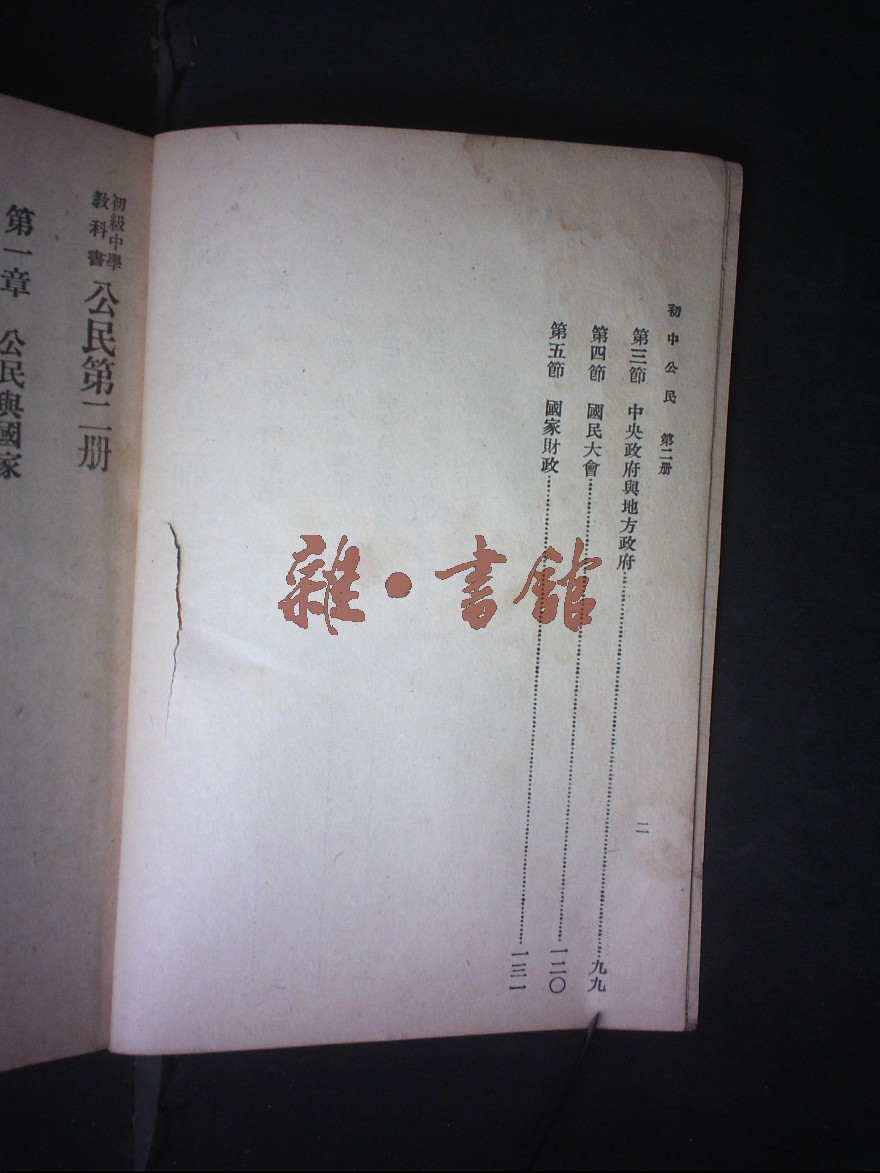 初中公民　第二册
二
第三節　中央政府與地方政府……九九
第四節　國民大會……一二〇
第五節　國家財政……一三一
初級中學
教科書
公民第二册
第一章　公民與國家
雜·書館